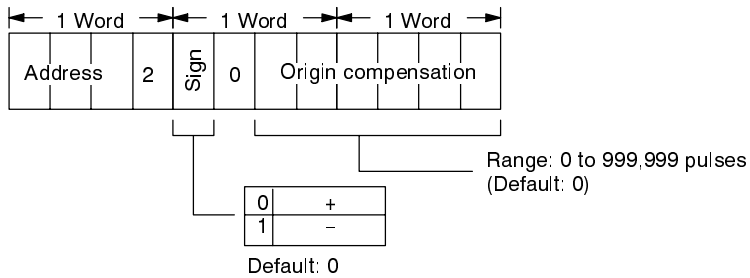 1 Word 1 Word 1 Word
Address 2 Sign 0 Origin compensation
Range: 0 to 999,999 pulses
(Default: 0)
0 +
1 −
Default: 0